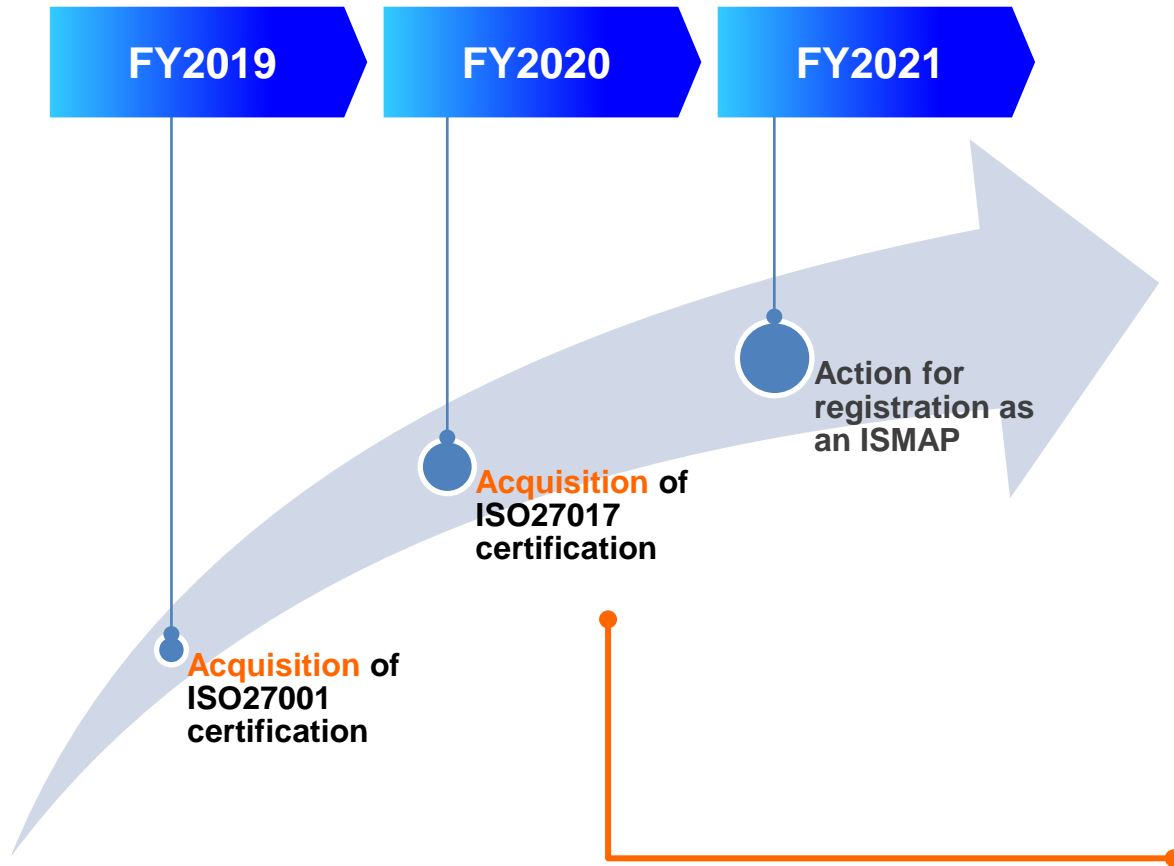 FY2019
FY2020
FY2021
Action for
registration as
an ISMAP
Acquisition of
ISO27017
certification
Acquisition of
ISO27001
certification